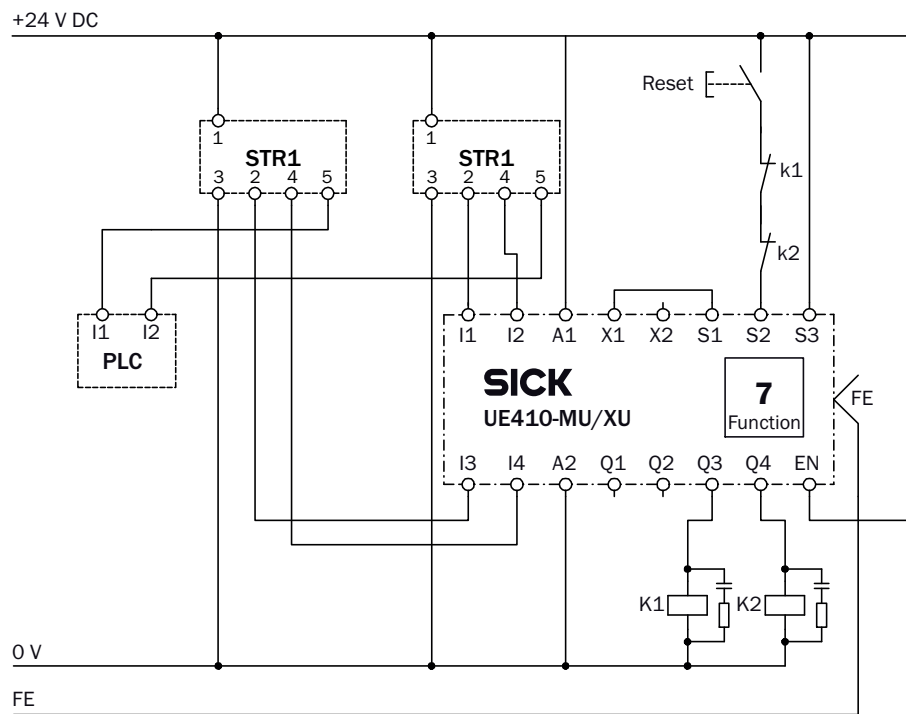 +24 V DC
Reset
1
1
STR1
STR1
3 2 4 5
3 2 4 5
k1
k2
I1 I2
PLC
I1 I2 A1 X1 X2 S1 S2 S3
SICK
UE410-MU/XU
7
Function
FE
I3 I4 A2 Q1 Q2 Q3 Q4 EN
K1
K2
0 V
FE